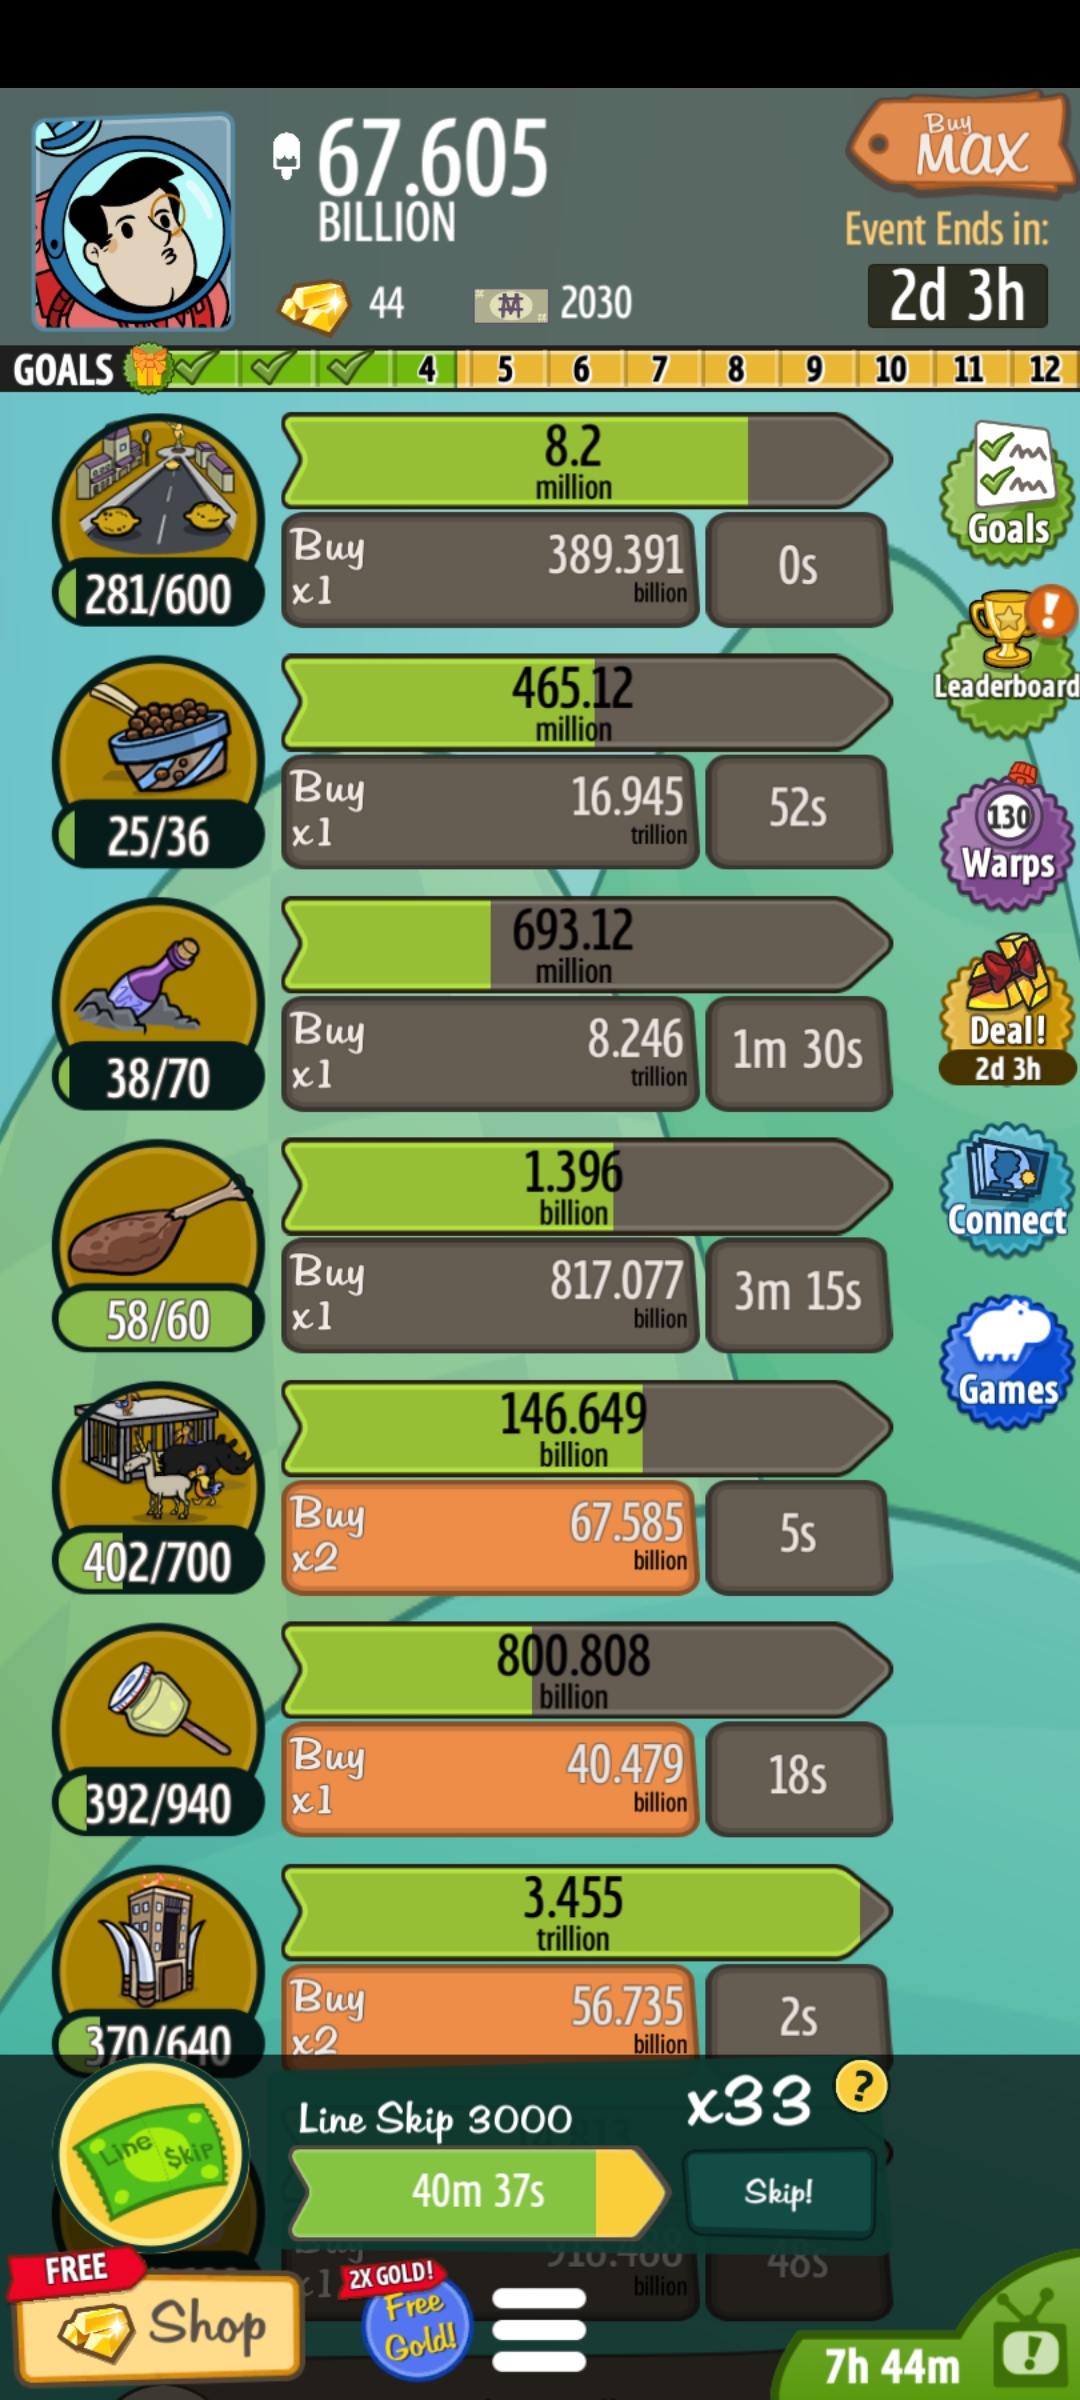 67.605
BILLION
Buy
MAX
Event Ends in:
2d 3h
44
2030
GOALS 4 5 6 7 8 9 10 11 12
8.2
million
281/600
Buy
x1
389.391
billion
0s
Goals
465.12
million
25/36
Buy
x1
16.945
trillion
52s
!
Leaderboard
693.12
million
38/70
Buy
x1
8.246
trillion
1m 30s
130
Warps
Deal!
2d 3h
1.396
billion
58/60
Buy
x1
817.077
billion
3m 15s
Connect
Games
146.649
billion
402/700
Buy
x2
67.585
billion
5s
800.808
billion
392/940
Buy
x1
40.479
billion
18s
3.455
trillion
370/640
Buy
x2
56.735
billion
2s
Line $kip
Line Skip 3000
x33
?
40m 37s
Skip!
Buy
x1
billion
48s
FREE
Shop
2X GOLD!
Free
Gold!
7h 44m
!